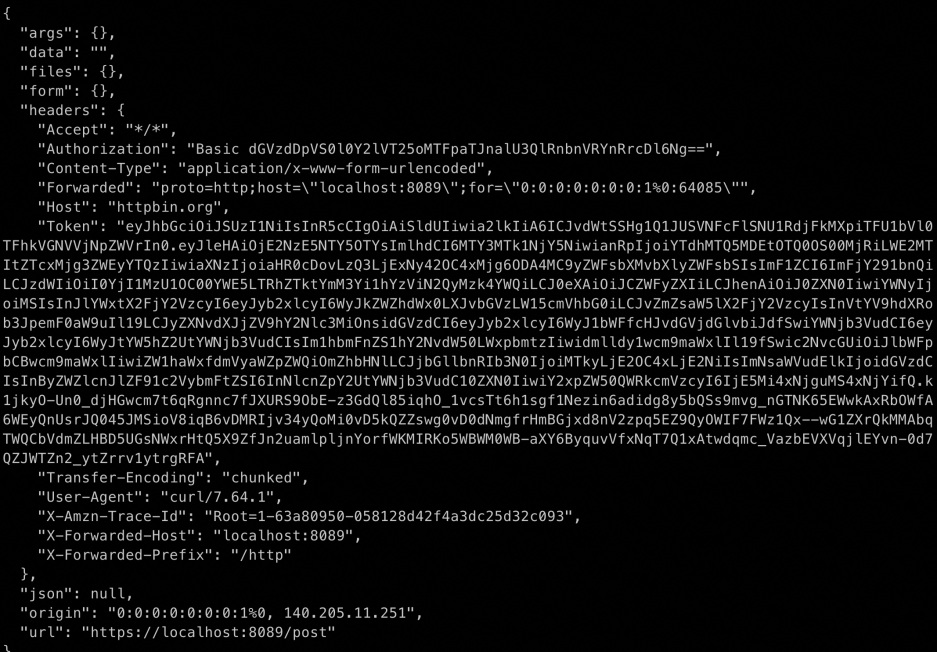 {
"args": {},
"data": "",
"files": {},
"form": {},
"headers": {
"Accept": "*/*",
"Authorization": "Basic dGVzdDpVS0l0Y2lVT25oMTFpaTJnalU3QlRnbnVRYnRrcDl6Ng==",
"Content-Type": "application/x-www-form-urlencoded",
"Forwarded": "proto=http;host=\"localhost:8089\";for=\"0:0:0:0:0:0:0:1%0:64085\"",
"Host": "httpbin.org",
"Token": "eyJhbGciOiJSUzI1NiIsInR5cCIgOiAiSldUIiwia2lkIiA6ICJvdWtSSHg1Q1JUSVNFcFlSNU1RdjFKMXpiTFU1bVl0
TFhkVGNVVjNpZWVrIn0.eyJleHAiOjE2NzE5NTY5OTYsImlhdCI6MTY3MTk1NjY5NiwianRpIjoiYTdhMTQ5MDEtOTQ0OS00MjRiLWE2MT
ItZTcxMjg3ZWEyYTQzIiwiaXNzIjoiaHR0cDovLzQ3LjExNy42OC4xMjg6ODA4MC9yZWFsbXMvbXlyZWFsbSIsImF1ZCI6ImFjY291bnQi
LCJzdWIiOiI0YjI1MzU1OC00YWE5LTRhZTktYmM3Yi1hYzViN2QyMzk4YWQiLCJ0eXAiOiJCZWFyZXIiLCJhenAiOiJ0ZXN0IiwiYWNyIj
oiMSIsInJlYWxtX2FjY2VzcyI6eyJyb2xlcyI6WyJkZWZhdWx0LXJvbGVzLW15cmVhbG0iLCJvZmZsaW5lX2FjY2VzcyIsInVtYV9hdXRo
b3JpemF0aW9uIl19LCJyZXNvdXJjZV9hY2Nlc3MiOnsidGVzdCI6eyJyb2xlcyI6WyJ1bWFfcHJvdGVjdGlvbiJdfSwiYWNjb3VudCI6ey
Jyb2xlcyI6WyJtYW5hZ2UtYWNjb3VudCIsIm1hbmFnZS1hY2NvdW50LWxpbmtzIiwidmlldy1wcm9maWxlIl19fSwic2NvcGUiOiJlbWFp
bCBwcm9maWxlIiwiZW1haWxfdmVyaWZpZWQiOmZhbHNlLCJjbGllbnRIb3N0IjoiMTkyLjE2OC4xLjE2NiIsImNsaWVudElkIjoidGVzdC
IsInByZWZlcnJlZF91c2VybmFtZSI6InNlcnZpY2UtYWNjb3VudC10ZXN0IiwiY2xpZW50QWRkcmVzcyI6IjE5Mi4xNjguMS4xNjYifQ.k
1jkyO-Un0_djHGwcm7t6qRgnnc7fJXURS9ObE-z3GdQl85iqhO_1vcsTt6h1sgf1Nezin6adidg8y5bQSs9mvg_nGTNK65EWwkAxRbOWfA
6WEyQnUsrJQ045JMSioV8iqB6vDMRIjv34yQoMi0vD5kQZZswg0vD0dNmgfrHmBGjxd8nV2zpq5EZ9QyOWIF7FWz1Qx--wG1ZXrQkMMAbq
TWQCbVdmZLHBD5UGsNWxrHtQ5X9ZfJn2uamlpljnYorfWKMIRKo5WBWM0WB-aXY6ByquvVfxNqT7Q1xAtwdqmc_VazbEVXVqjlEYvn-0d7
QZJWTZn2_ytZrrv1ytrgRFA",
"Transfer-Encoding": "chunked",
"User-Agent": "curl/7.64.1",
"X-Amzn-Trace-Id": "Root=1-63a80950-058128d42f4a3dc25d32c093",
"X-Forwarded-Host": "localhost:8089",
"X-Forwarded-Prefix": "/http"
},
"json": null,
"origin": "0:0:0:0:0:0:0:1%0, 140.205.11.251",
"url": "https://localhost:8089/post"
}